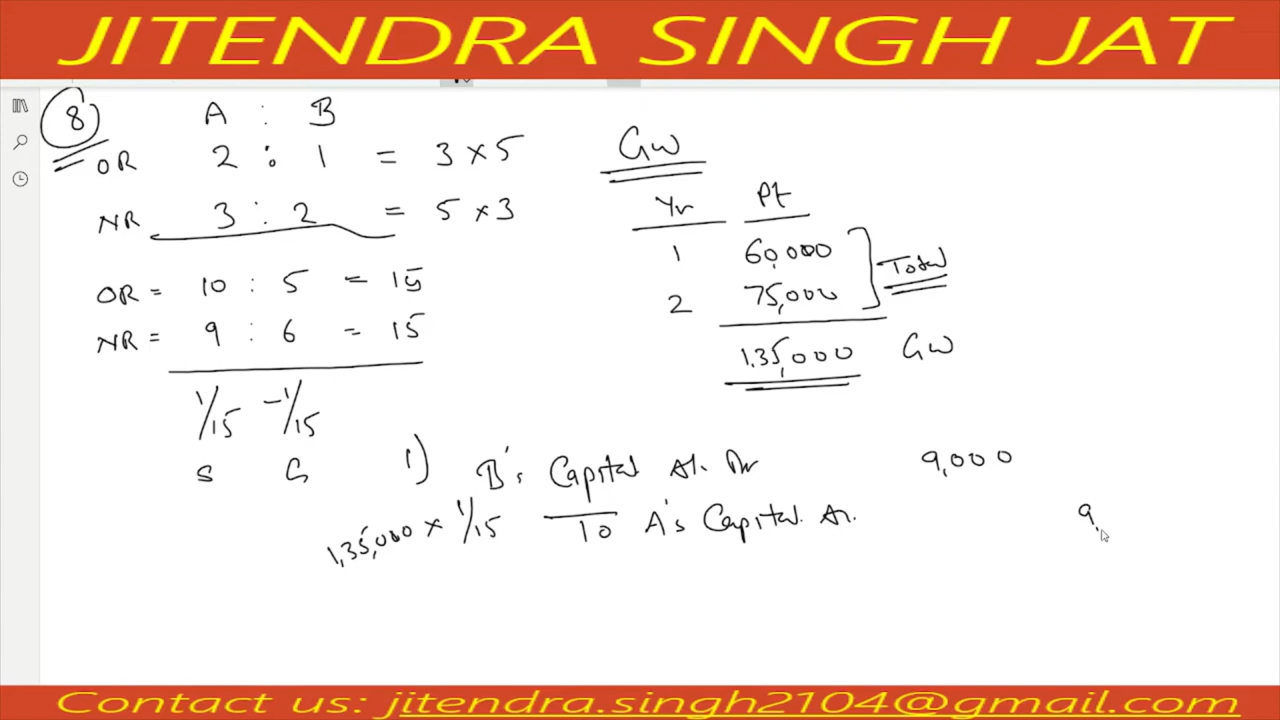 JITENDRA SINGH JAT
8
A : B
OR 2 : 1 = 3 × 5
NR 3 : 2 = 5 × 3
OR = 10 : 5 = 15
NR = 9 : 6 = 15
1/15 -1/15
S G
GW
Yr Pt
1 60,000
2 75,000
Total
1,35,000 GW
1) B's Capital A/. Dr 9,000
1,35,000 × 1/15 To A's Capital A/. 9,
Contact us: jitendra.singh2104@gmail.com